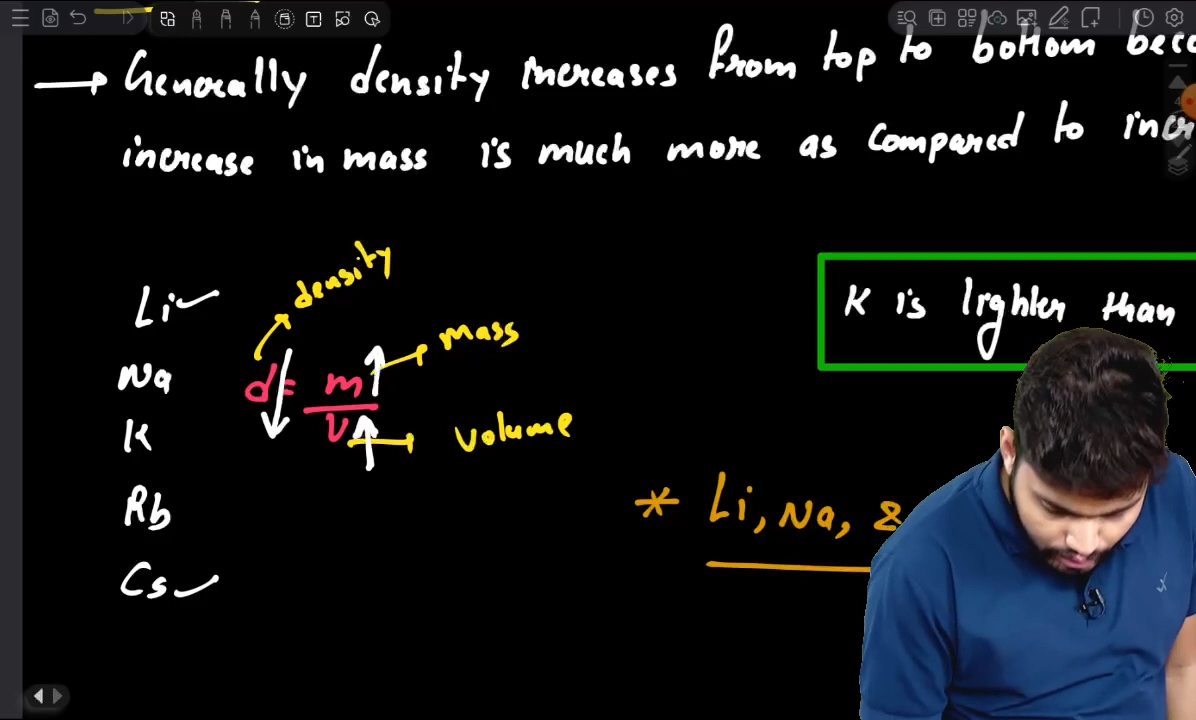 → Generally density increases from top to bottom
increase in mass is much more as compared to
Li
Na
K
Rb
Cs
density
d = m/v
mass
volume
K is lighter than
* Li, Na, &